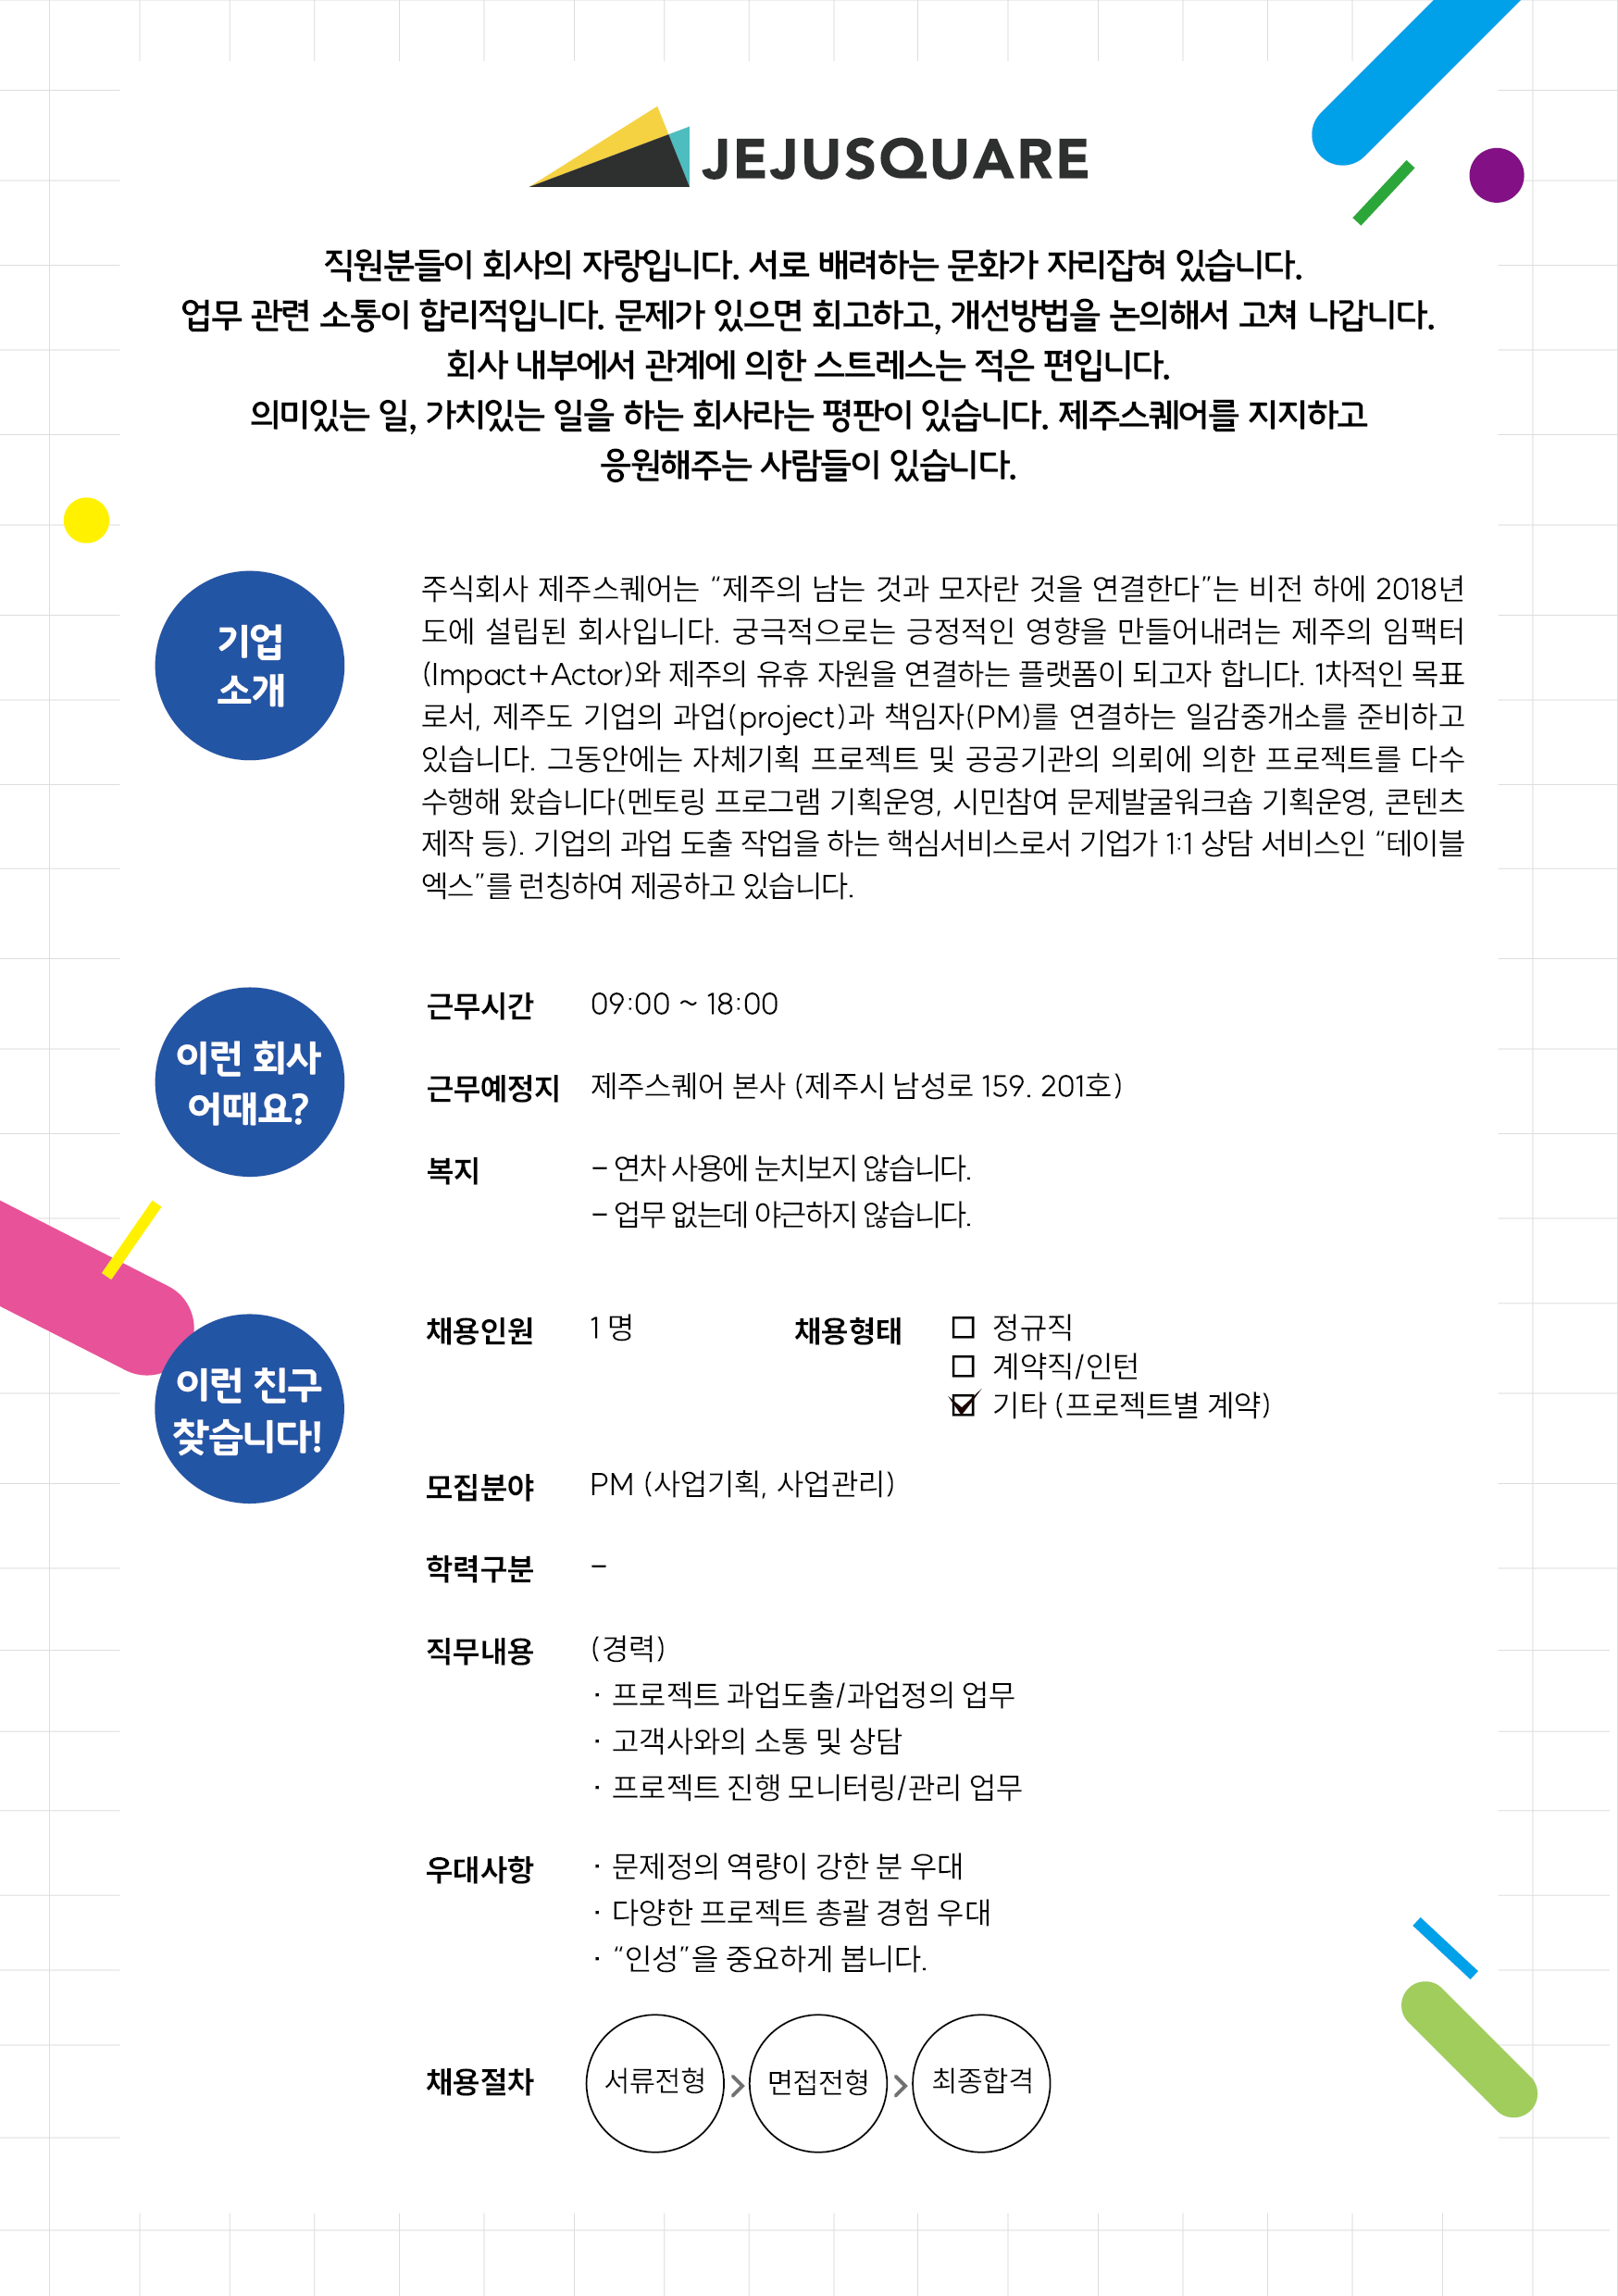 JEJUSQUARE
직원분들이 회사의 자랑입니다. 서로 배려하는 문화가 자리잡혀 있습니다.
업무 관련 소통이 합리적입니다. 문제가 있으면 회고하고, 개선방법을 논의해서 고쳐 나갑니다.
회사 내부에서 관계에 의한 스트레스는 적은 편입니다.
의미있는 일, 가치있는 일을 하는 회사라는 평판이 있습니다. 제주스퀘어를 지지하고
응원해주는 사람들이 있습니다.
기업
소개
주식회사 제주스퀘어는 “제주의 남는 것과 모자란 것을 연결한다”는 비전 하에 2018년
도에 설립된 회사입니다. 궁극적으로는 긍정적인 영향을 만들어내려는 제주의 임팩터
(Impact+Actor)와 제주의 유휴 자원을 연결하는 플랫폼이 되고자 합니다. 1차적인 목표
로서, 제주도 기업의 과업(project)과 책임자(PM)를 연결하는 일감중개소를 준비하고
있습니다. 그동안에는 자체기획 프로젝트 및 공공기관의 의뢰에 의한 프로젝트를 다수
수행해 왔습니다(멘토링 프로그램 기획운영, 시민참여 문제발굴워크숍 기획운영, 콘텐츠
제작 등). 기업의 과업 도출 작업을 하는 핵심서비스로서 기업가 1:1 상담 서비스인 “테이블
엑스”를 런칭하여 제공하고 있습니다.
이런 회사
어때요?
근무시간 09:00 ~ 18:00
근무예정지 제주스퀘어 본사 (제주시 남성로 159. 201호)
복지 – 연차 사용에 눈치보지 않습니다.
– 업무 없는데 야근하지 않습니다.
이런 친구
찾습니다!
채용인원 1 명 채용형태 □ 정규직
□ 계약직/인턴
☑ 기타 (프로젝트별 계약)
모집분야 PM (사업기획, 사업관리)
학력구분 –
직무내용 (경력)
· 프로젝트 과업도출/과업정의 업무
· 고객사와의 소통 및 상담
· 프로젝트 진행 모니터링/관리 업무
우대사항 · 문제정의 역량이 강한 분 우대
· 다양한 프로젝트 총괄 경험 우대
· “인성”을 중요하게 봅니다.
채용절차 서류전형 > 면접전형 > 최종합격